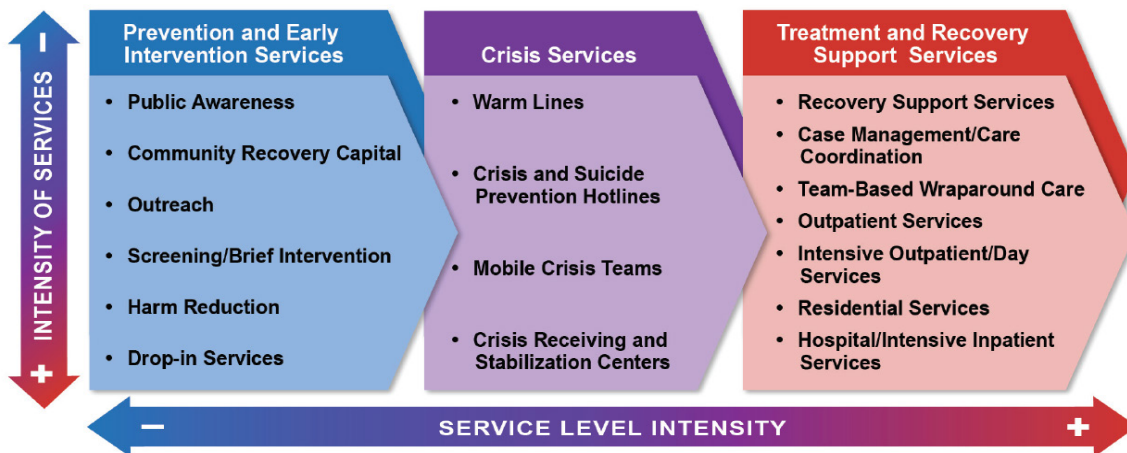 − INTENSITY OF SERVICES +
Prevention and Early
Intervention Services
• Public Awareness
• Community Recovery Capital
• Outreach
• Screening/Brief Intervention
• Harm Reduction
• Drop-in Services
Crisis Services
• Warm Lines
• Crisis and Suicide
Prevention Hotlines
• Mobile Crisis Teams
• Crisis Receiving and
Stabilization Centers
Treatment and Recovery
Support Services
• Recovery Support Services
• Case Management/Care
Coordination
• Team-Based Wraparound Care
• Outpatient Services
• Intensive Outpatient/Day
Services
• Residential Services
• Hospital/Intensive Inpatient
Services
− SERVICE LEVEL INTENSITY +